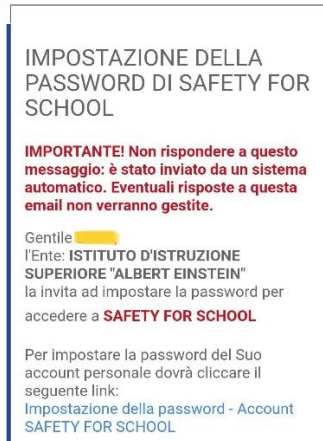 IMPOSTAZIONE DELLA
PASSWORD DI SAFETY FOR
SCHOOL
IMPORTANTE! Non rispondere a questo
messaggio: è stato inviato da un sistema
automatico. Eventuali risposte a questa
email non verranno gestite.
Gentile
l'Ente: ISTITUTO D'ISTRUZIONE
SUPERIORE "ALBERT EINSTEIN"
la invita ad impostare la password per
accedere a SAFETY FOR SCHOOL
Per impostare la password del Suo
account personale dovrà cliccare il
seguente link:
Impostazione della password - Account
SAFETY FOR SCHOOL